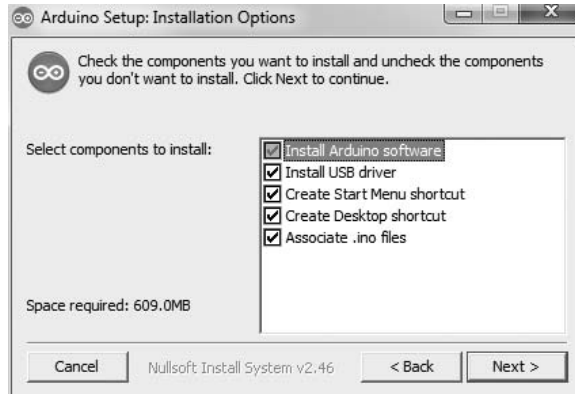 Arduino Setup: Installation Options
Check the components you want to install and uncheck the components
you don't want to install. Click Next to continue.
Select components to install:
Install Arduino software
Install USB driver
Create Start Menu shortcut
Create Desktop shortcut
Associate .ino files
Space required: 609.0MB
Cancel
Nullsoft Install System v2.46
< Back
Next >